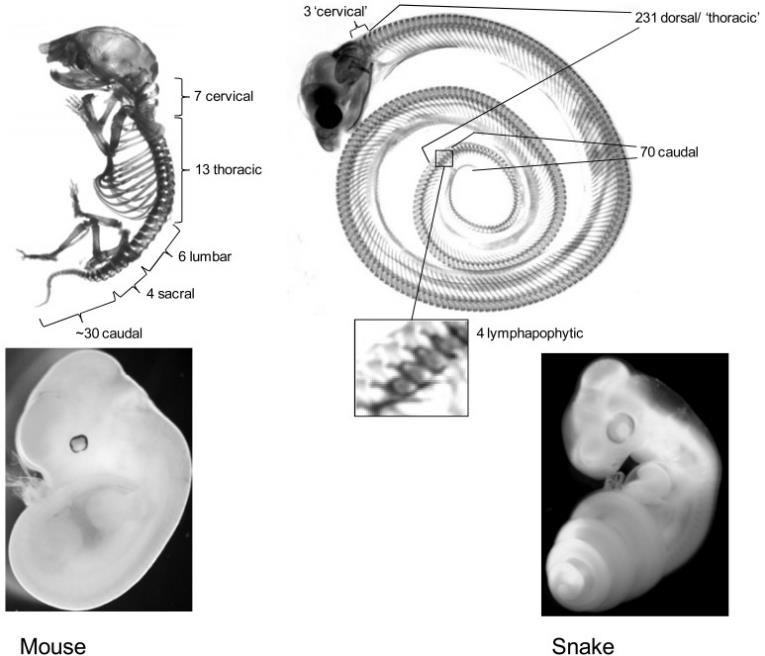 3 ‘cervical’
231 dorsal/ ‘thoracic’
7 cervical
13 thoracic
70 caudal
6 lumbar
4 sacral
~30 caudal
4 lymphapophytic
Mouse
Snake